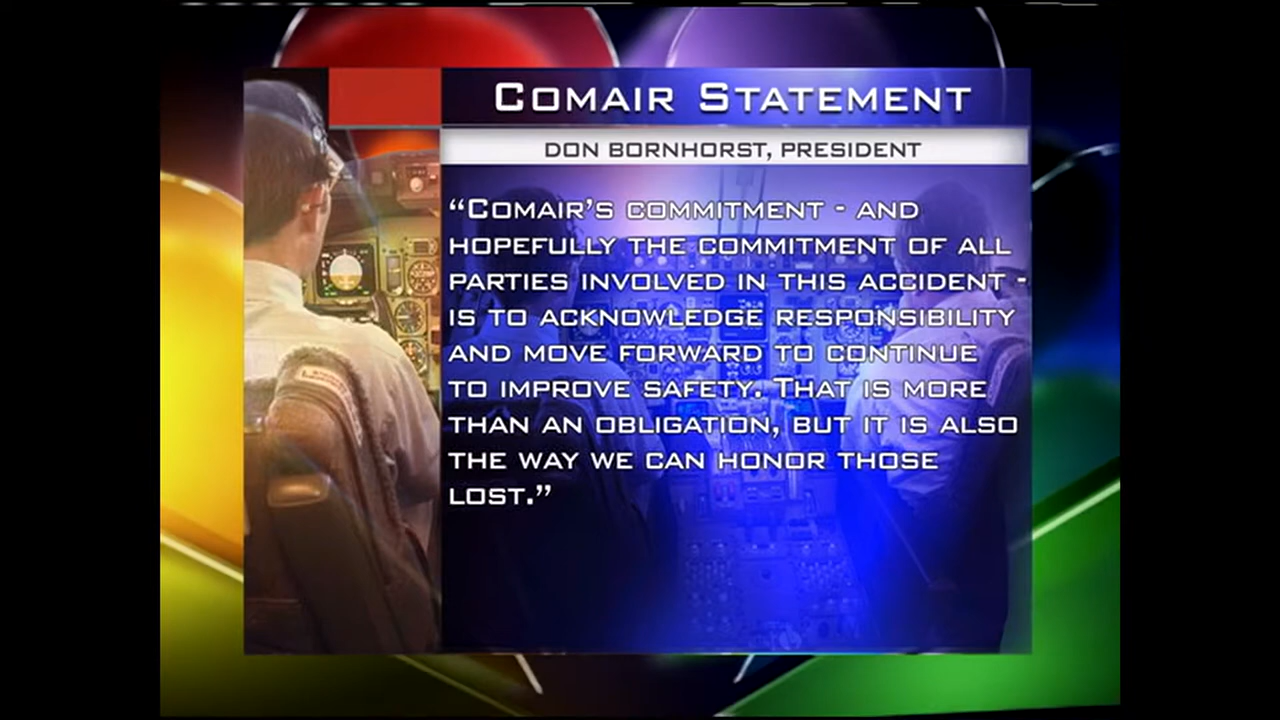 COMAIR STATEMENT
DON BORNHORST, PRESIDENT
“COMAIR’S COMMITMENT - AND
HOPEFULLY THE COMMITMENT OF ALL
PARTIES INVOLVED IN THIS ACCIDENT -
IS TO ACKNOWLEDGE RESPONSIBILITY
AND MOVE FORWARD TO CONTINUE
TO IMPROVE SAFETY. THAT IS MORE
THAN AN OBLIGATION, BUT IT IS ALSO
THE WAY WE CAN HONOR THOSE
LOST.”